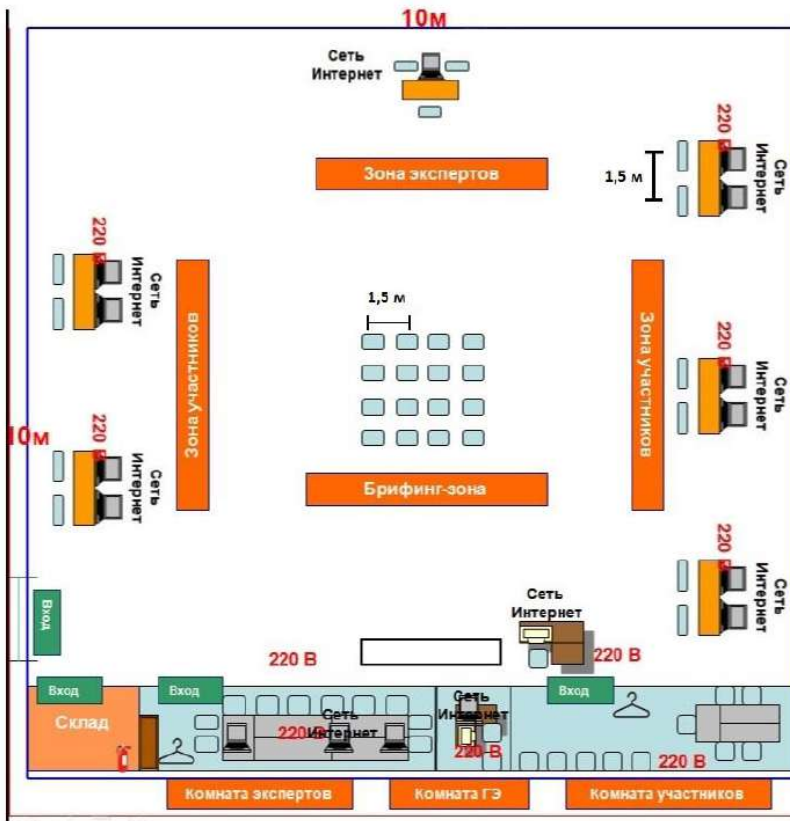 10м
Сеть
Интернет
Зона экспертов
220 В
Сеть
Интернет
1,5 м
220 В
Сеть
Интернет
Зона участников
1,5 м
Зона участников
220 В
Сеть
Интернет
10м
220 В
Сеть
Интернет
Брифинг-зона
220 В
Сеть
Интернет
Вход
Сеть
Интернет
220 В
220 В
Вход
Вход
Вход
Склад
Сеть
Интернет
220 В
Сеть
Интернет
220 В
220 В
Комната экспертов
Комната ГЭ
Комната участников